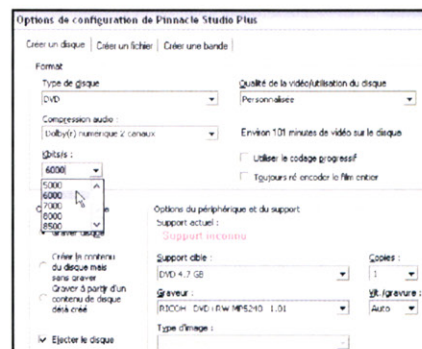 Options de configuration de Pinnacle Studio Plus
Créer un disque Créer un fichier Créer une bande
Format
Type de disque
DVD
Qualité de la vidéo/utilisation du disque
Personnalisée
Compression audio :
Dolby(r) numérique 2 canaux
Environ 101 minutes de vidéo sur le disque
Kbits/s :
6000
Utiliser le codage progressif
Toujours ré encoder le film entier
5000
6000
7000
8000
8500
Options du périphérique et du support
Support actuel :
Support inconnu
Graver disque
Créer le contenu
du disque mais
sans graver
Graver à partir d'un
contenu de disque
déjà créé
Ejecter le disque
Support cible :
DVD 4.7 GB
Copies :
1
Graveur :
RICOH DVD+RW MP5240 1.01
Vit. gravure :
Auto
Type d'image :